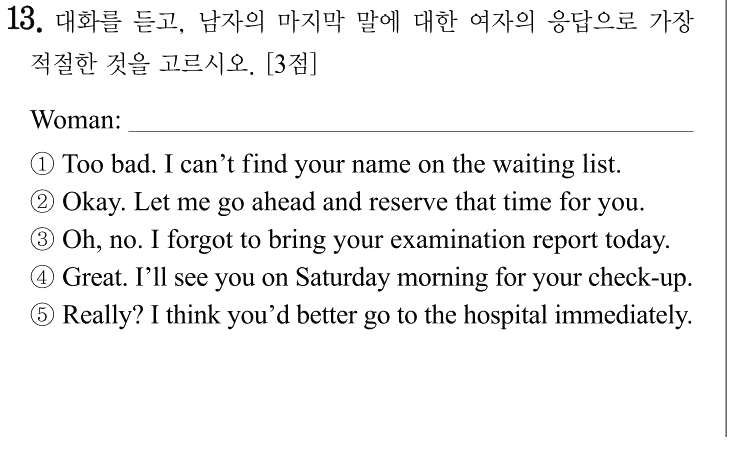 13. 대화를 듣고, 남자의 마지막 말에 대한 여자의 응답으로 가장
적절한 것을 고르시오. [3점]
Woman:
① Too bad. I can’t find your name on the waiting list.
② Okay. Let me go ahead and reserve that time for you.
③ Oh, no. I forgot to bring your examination report today.
④ Great. I’ll see you on Saturday morning for your check-up.
⑤ Really? I think you’d better go to the hospital immediately.